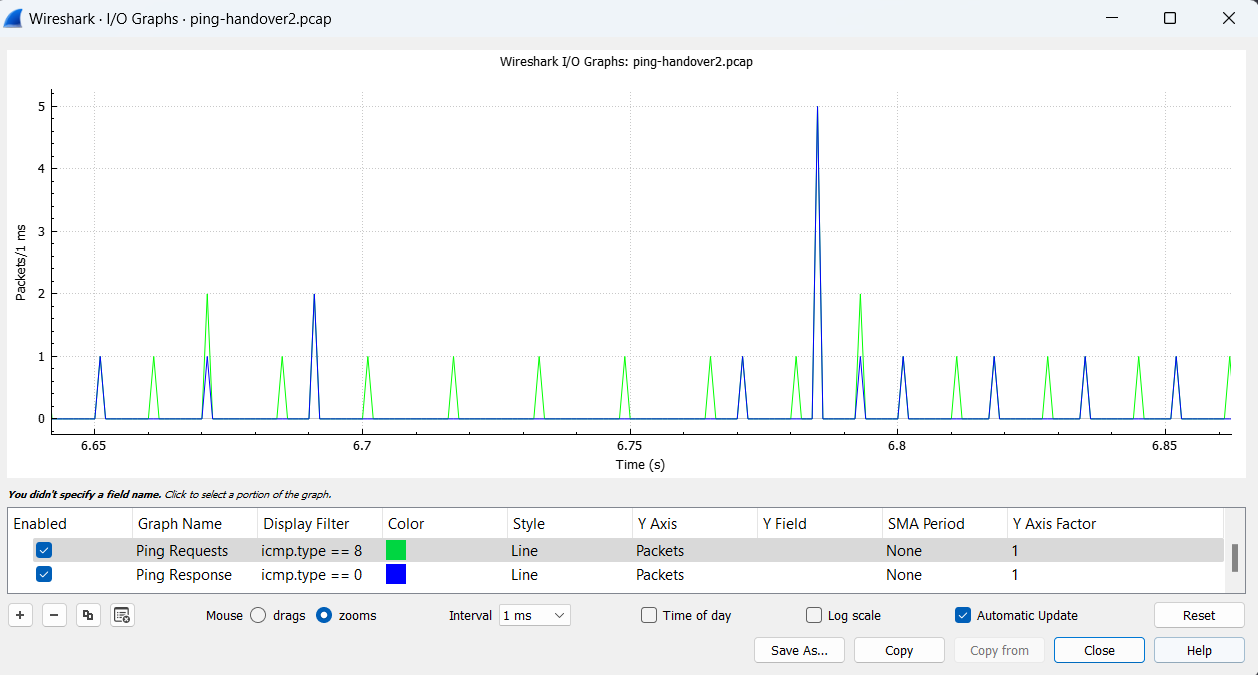 Wireshark · I/O Graphs · ping-handover2.pcap
Wireshark I/O Graphs: ping-handover2.pcap
5
4
3
2
1
0
Packets/1 ms
6.65 6.7 6.75 6.8 6.85
Time (s)
You didn't specify a field name. Click to select a portion of the graph.
Enabled Graph Name Display Filter Color Style Y Axis Y Field SMA Period Y Axis Factor
Ping Requests icmp.type == 8 Line Packets None 1
Ping Response icmp.type == 0 Line Packets None 1
+ − Mouse drags zooms Interval 1 ms Time of day Log scale Automatic Update Reset
Save As... Copy Copy from Close Help